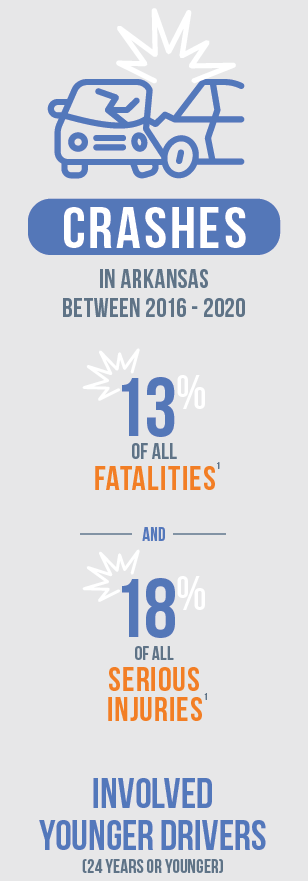 CRASHES
IN ARKANSAS
BETWEEN 2016 - 2020
13%
OF ALL
FATALITIES¹
AND
18%
OF ALL
SERIOUS
INJURIES¹
INVOLVED
YOUNGER DRIVERS
(24 YEARS OR YOUNGER)